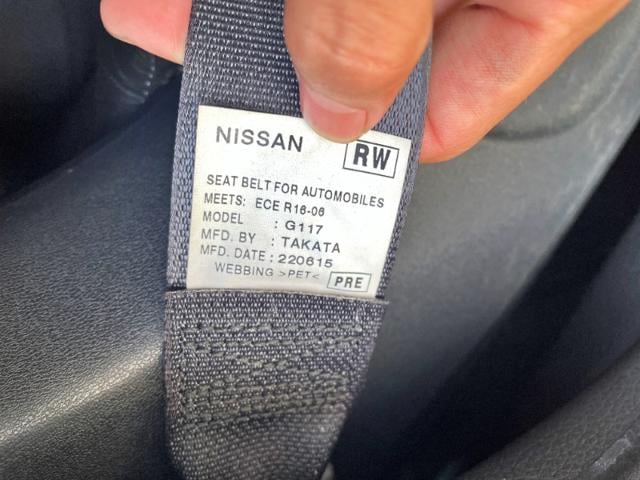 NISSAN RW
SEAT BELT FOR AUTOMOBILES
MEETS: ECE R16-06
MODEL : G117
MFD. BY : TAKATA
MFD. DATE : 220615
WEBBING >PET< PRE